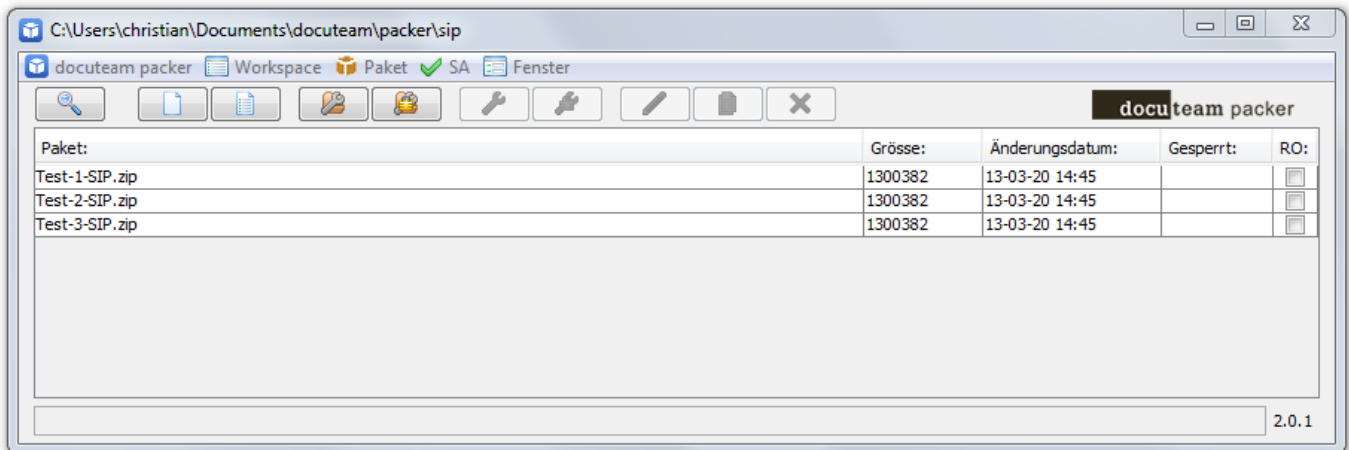 C:\Users\christian\Documents\docuteam\packer\sip
docuteam packer Workspace Paket SA Fenster
docuteam packer
Paket: Grösse: Änderungsdatum: Gesperrt: RO:
Test-1-SIP.zip 1300382 13-03-20 14:45
Test-2-SIP.zip 1300382 13-03-20 14:45
Test-3-SIP.zip 1300382 13-03-20 14:45
2.0.1